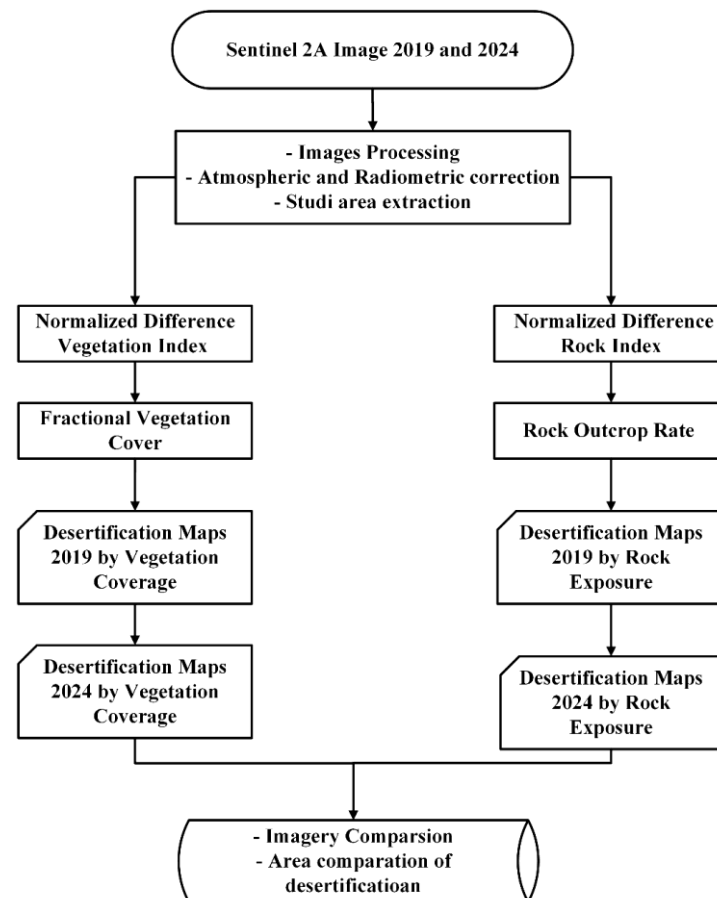 Sentinel 2A Image 2019 and 2024
- Images Processing
- Atmospheric and Radiometric correction
- Studi area extraction
Normalized Difference
Vegetation Index
Normalized Difference
Rock Index
Fractional Vegetation
Cover
Rock Outcrop Rate
Desertification Maps
2019 by Vegetation
Coverage
Desertification Maps
2019 by Rock
Exposure
Desertification Maps
2024 by Vegetation
Coverage
Desertification Maps
2024 by Rock
Exposure
- Imagery Comparsion
- Area comparation of
desertificatioan